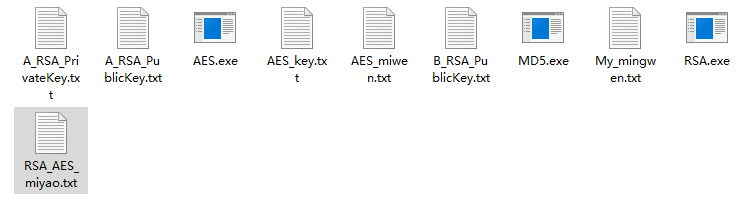 A_RSA_Pri
vateKey.tx
t
A_RSA_Pu
blicKey.txt
AES.exe
AES_key.tx
t
AES_miwe
n.txt
B_RSA_Pu
blicKey.txt
MD5.exe
My_mingw
en.txt
RSA.exe
RSA_AES_
miyao.txt